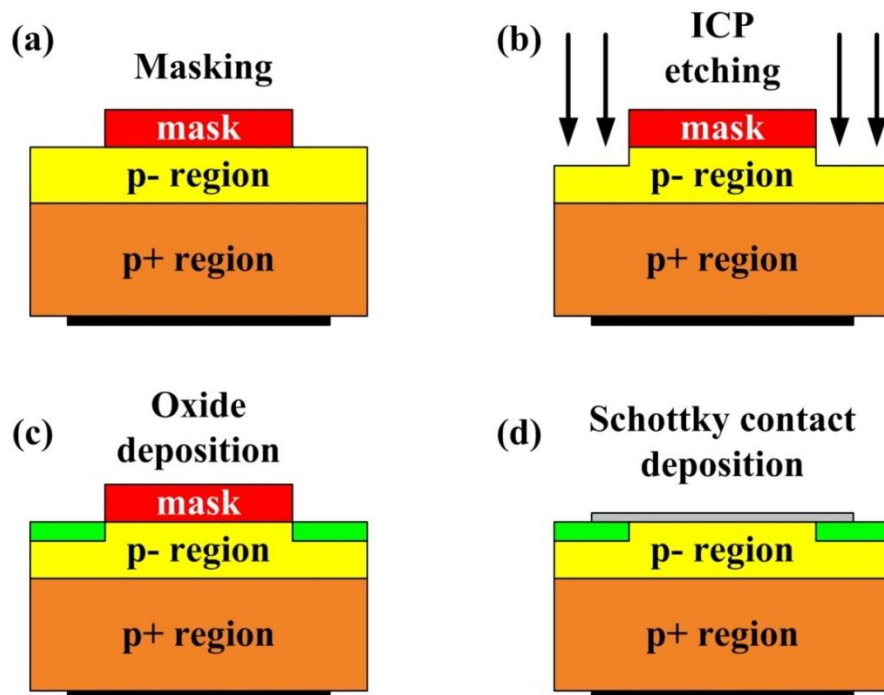 (a)
Masking
mask
p- region
p+ region
(b)
ICP
etching
mask
p- region
p+ region
(c)
Oxide
deposition
mask
p- region
p+ region
(d)
Schottky contact
deposition
p- region
p+ region